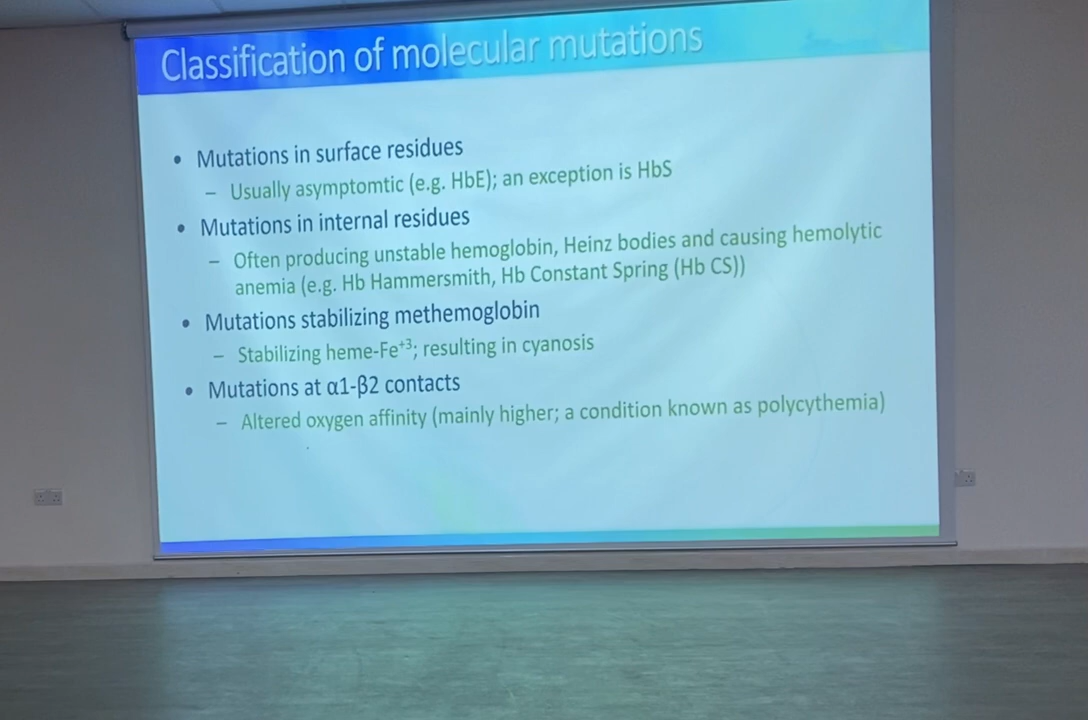 Classification of molecular mutations
• Mutations in surface residues
– Usually asymptomtic (e.g. HbE); an exception is HbS
• Mutations in internal residues
– Often producing unstable hemoglobin, Heinz bodies and causing hemolytic
anemia (e.g. Hb Hammersmith, Hb Constant Spring (Hb CS))
• Mutations stabilizing methemoglobin
– Stabilizing heme-Fe⁺³; resulting in cyanosis
• Mutations at α1-β2 contacts
– Altered oxygen affinity (mainly higher; a condition known as polycythemia)